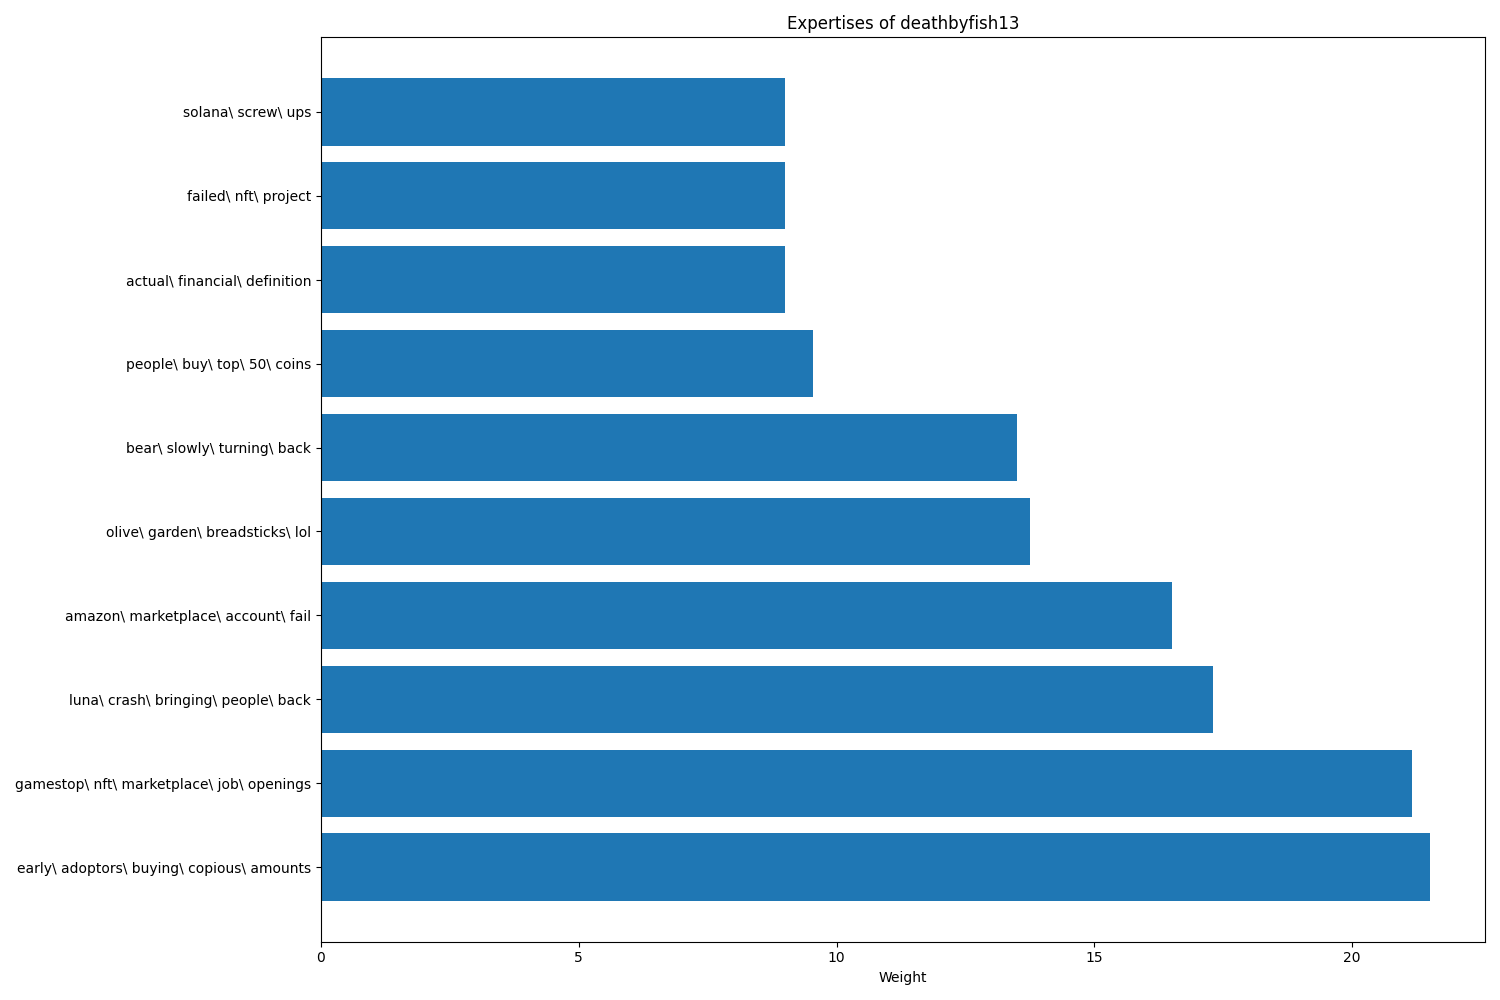 Expertises of deathbyfish13
solana\ screw\ ups
failed\ nft\ project
actual\ financial\ definition
people\ buy\ top\ 50\ coins
bear\ slowly\ turning\ back
olive\ garden\ breadsticks\ lol
amazon\ marketplace\ account\ fail
luna\ crash\ bringing\ people\ back
gamestop\ nft\ marketplace\ job\ openings
early\ adoptors\ buying\ copious\ amounts
0 5 10 15 20
Weight